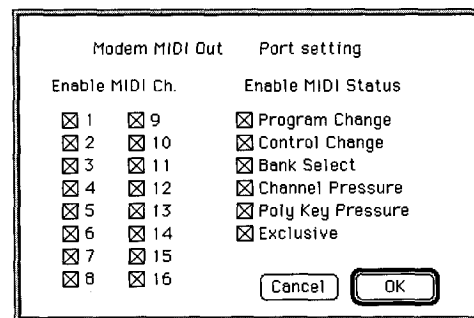 Modem MIDI Out Port setting
Enable MIDI Ch. Enable MIDI Status
1 9 Program Change
2 10 Control Change
3 11 Bank Select
4 12 Channel Pressure
5 13 Poly Key Pressure
6 14 Exclusive
7 15
8 16
Cancel OK